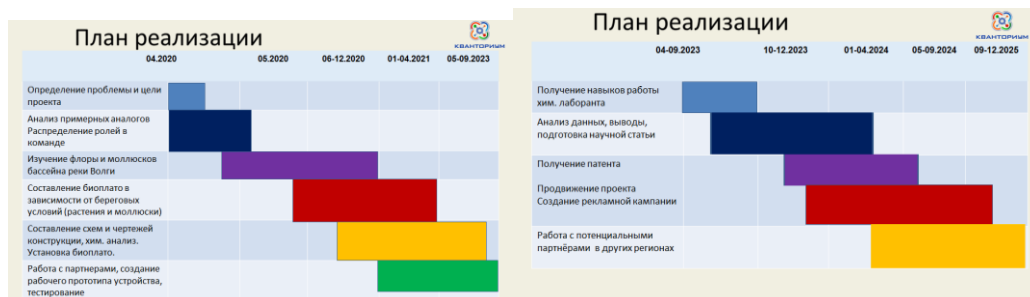 План реализации
КВАНТОРИУМ
04.2020 05.2020 06-12.2020 01-04.2021 05-09.2023
Определение проблемы и цели
проекта
Анализ примерных аналогов
Распределение ролей в
команде
Изучение флоры и моллюсков
бассейна реки Волги
Составление биоплато в
зависимости от береговых
условий (растения и моллюски)
Составление схем и чертежей
конструкции, хим. анализ.
Установка биоплато.
Работа с партнерами, создание
рабочего прототипа устройства,
тестирование
План реализации
КВАНТОРИУМ
04-09.2023 10-12.2023 01-04.2024 05-09.2024 09-12.2025
Получение навыков работы
хим. лаборанта
Анализ данных, выводы,
подготовка научной статьи
Получение патента
Продвижение проекта
Создание рекламной кампании
Работа с потенциальными
партнёрами в других регионах